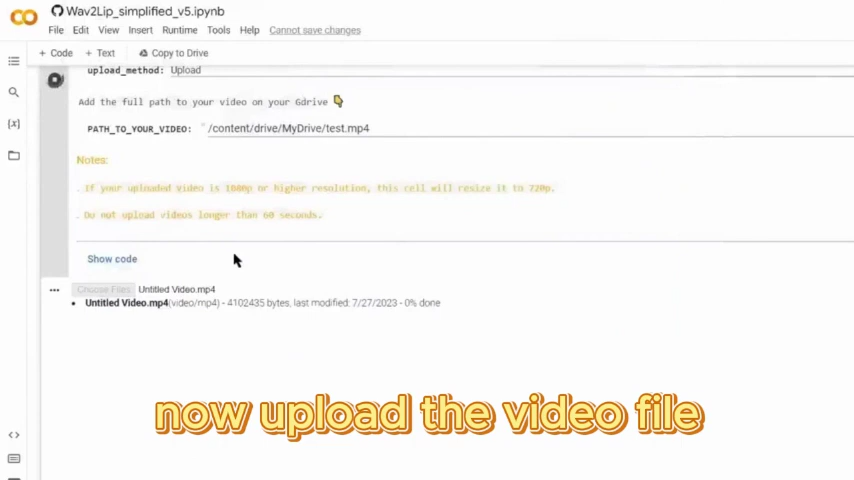 Wav2Lip_simplified_v5.ipynb
File Edit View Insert Runtime Tools Help Cannot save changes
+ Code + Text Copy to Drive
upload_method: Upload
Add the full path to your video on your Gdrive 👇
PATH_TO_YOUR_VIDEO: "/content/drive/MyDrive/test.mp4
Notes:
. If your uploaded video is 1080p or higher resolution, this cell will resize it to 720p.
. Do not upload videos longer than 60 seconds.
Show code
Choose Files Untitled Video.mp4
• Untitled Video.mp4(video/mp4) - 4102435 bytes, last modified: 7/27/2023 - 0% done
now upload the video file